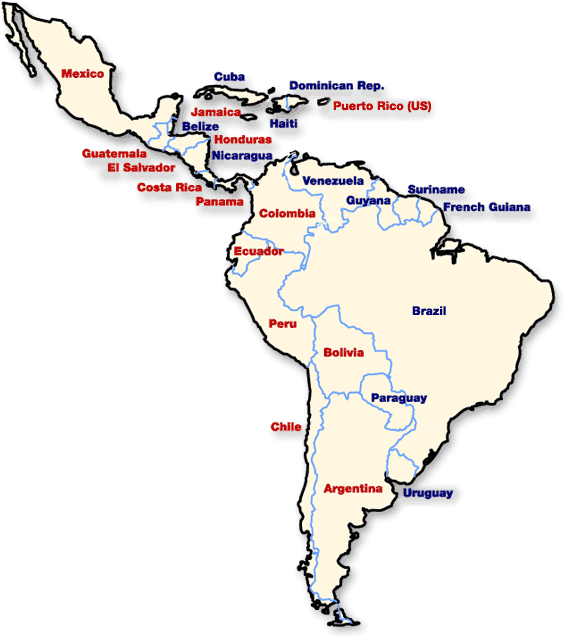 Cuba
Mexico
Dominican Rep.
Puerto Rico (US)
Jamaica
Haiti
Belize
Honduras
Guatemala
Nicaragua
El Salvador
Costa Rica
Panama
Venezuela
Suriname
Guyana
French Guiana
Colombia
Ecuador
Brazil
Peru
Bolivia
Paraguay
Chile
Argentina
Uruguay